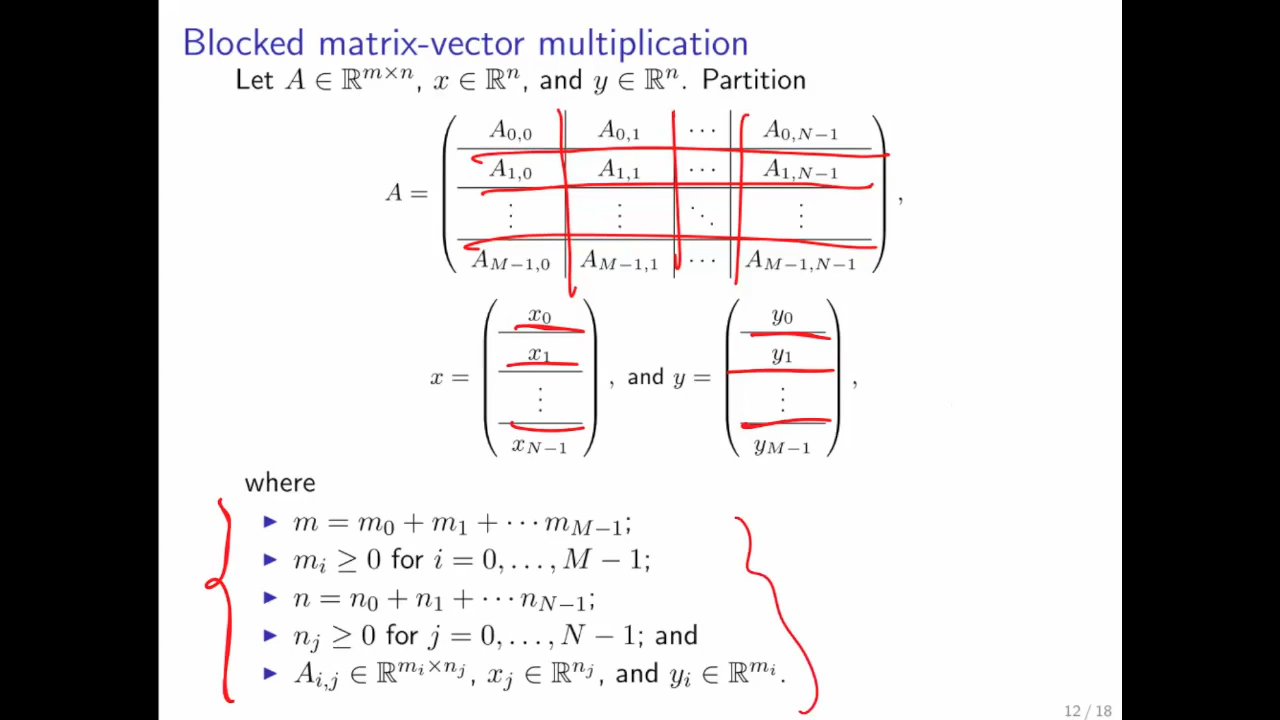 Blocked matrix-vector multiplication
Let A ∈ ℝ^{m×n}, x ∈ ℝ^n, and y ∈ ℝ^n. Partition
A_{0,0} A_{0,1} ⋯ A_{0,N−1}
A_{1,0} A_{1,1} ⋯ A_{1,N−1}
A = ⋮ ⋮ ⋱ ⋮ ,
A_{M−1,0} A_{M−1,1} ⋯ A_{M−1,N−1}
x_0 y_0
x_1 y_1
x = ⋮ , and y = ⋮ ,
x_{N−1} y_{M−1}
where
▶ m = m_0 + m_1 + ⋯ m_{M−1};
▶ m_i ≥ 0 for i = 0, . . . , M − 1;
▶ n = n_0 + n_1 + ⋯ n_{N−1};
▶ n_j ≥ 0 for j = 0, . . . , N − 1; and
▶ A_{i,j} ∈ ℝ^{m_i×n_j}, x_j ∈ ℝ^{n_j}, and y_i ∈ ℝ^{m_i}.
12 / 18